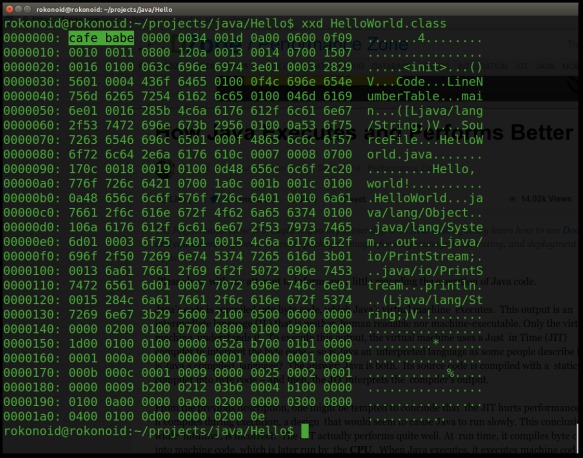 rokonoid@rokonoid: ~/projects/java/Hello
rokonoid@rokonoid:~/projects/java/Hello$ xxd HelloWorld.class
0000000: cafe babe 0000 0034 001d 0a00 0600 0f09  .......4........
0000010: 0010 0011 0800 120a 0013 0014 0700 1507  ................
0000020: 0016 0100 063c 696e 6974 3e01 0003 2829  .....<init>...()
0000030: 5601 0004 436f 6465 0100 0f4c 696e 654e  V...Code...LineN
0000040: 756d 6265 7254 6162 6c65 0100 046d 6169  umberTable...mai
0000050: 6e01 0016 285b 4c6a 6176 612f 6c61 6e67  n...([Ljava/lang
0000060: 2f53 7472 696e 673b 2956 0100 0a53 6f75  /String;)V...Sou
0000070: 7263 6546 696c 6501 000f 4865 6c6c 6f57  rceFile...HelloW
0000080: 6f72 6c64 2e6a 6176 610c 0007 0008 0700  orld.java.......
0000090: 170c 0018 0019 0100 0d48 656c 6c6f 2c20  .........Hello,
00000a0: 776f 726c 6421 0700 1a0c 001b 001c 0100  world!..........
00000b0: 0a48 656c 6c6f 576f 726c 6401 0010 6a61  .HelloWorld...ja
00000c0: 7661 2f6c 616e 672f 4f62 6a65 6374 0100  va/lang/Object..
00000d0: 106a 6176 612f 6c61 6e67 2f53 7973 7465  .java/lang/Syste
00000e0: 6d01 0003 6f75 7401 0015 4c6a 6176 612f  m...out...Ljava/
00000f0: 696f 2f50 7269 6e74 5374 7265 616d 3b01  io/PrintStream;.
0000100: 0013 6a61 7661 2f69 6f2f 5072 696e 7453  ..java/io/PrintS
0000110: 7472 6561 6d01 0007 7072 696e 746c 6e01  tream...println.
0000120: 0015 284c 6a61 7661 2f6c 616e 672f 5374  ..(Ljava/lang/St
0000130: 7269 6e67 3b29 5600 2100 0500 0600 0000  ring;)V.!.......
0000140: 0000 0200 0100 0700 0800 0100 0900 0000  ................
0000150: 1d00 0100 0100 0000 052a b700 01b1 0000  .........*......
0000160: 0001 000a 0000 0006 0001 0000 0001 0009  ................
0000170: 000b 000c 0001 0009 0000 0025 0002 0001  ...........%....
0000180: 0000 0009 b200 0212 03b6 0004 b100 0000  ................
0000190: 0100 0a00 0000 0a00 0200 0000 0300 0800  ................
00001a0: 0400 0100 0d00 0000 0200 0e              ...........
rokonoid@rokonoid:~/projects/java/Hello$